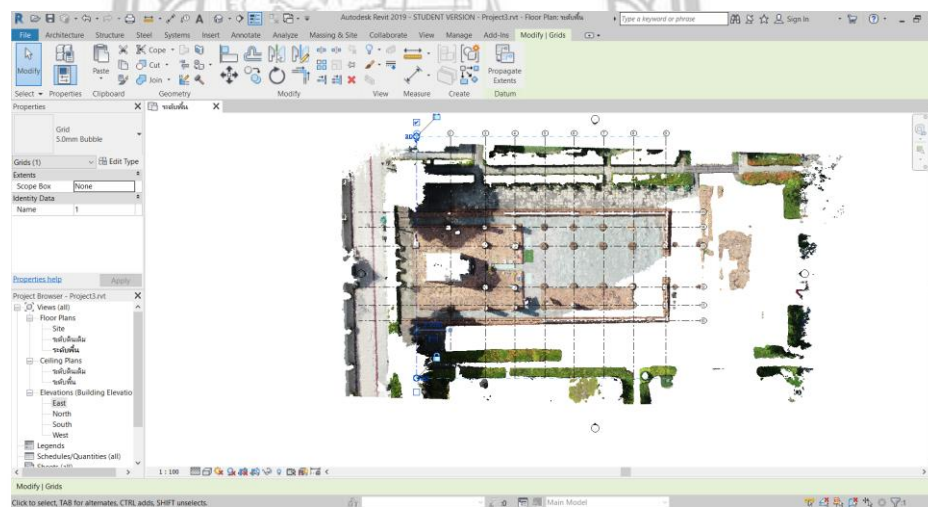 Autodesk Revit 2019 - STUDENT VERSION - Project3.rvt - Floor Plan: ระดับพื้น
Type a keyword or phrase
Sign In
File Architecture Structure Steel Systems Insert Annotate Analyze Massing & Site Collaborate View Manage Add-Ins Modify | Grids
Modify
Paste
Cope
Cut
Join
Propagate
Extents
Select Properties Clipboard Geometry Modify View Measure Create Datum
Properties
ระดับพื้น
Grid
5.0mm Bubble
Grids (1)
Edit Type
Extents
Scope Box None
Identity Data
Name 1
Properties help
Apply
Project Browser - Project3.rvt
Views (all)
Floor Plans
Site
ระดับดินเดิม
ระดับพื้น
Ceiling Plans
ระดับดินเดิม
ระดับพื้น
Elevations (Building Elevatio
East
North
South
West
Legends
Schedules/Quantities (all)
Sheets (all)
1 : 100
Modify | Grids
Click to select, TAB for alternates, CTRL adds, SHIFT unselects.
:0
Main Model
:1